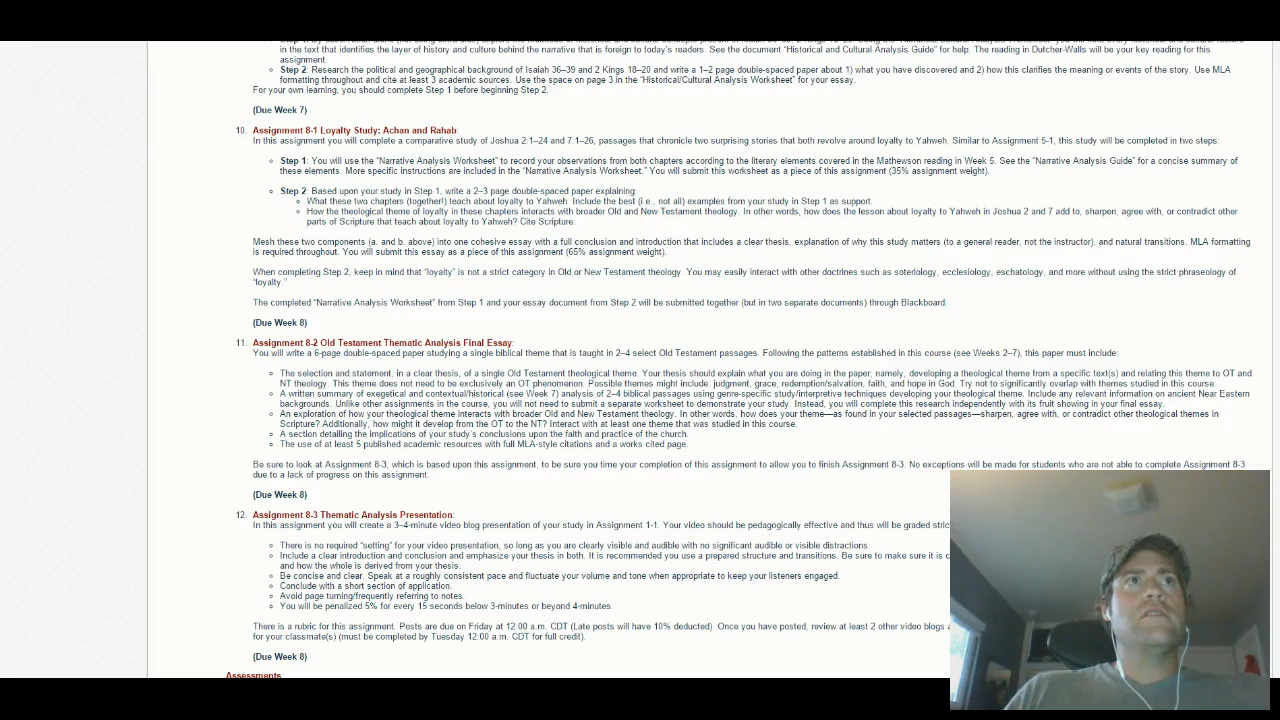 in the text that identifies the layer of history and culture behind the narrative that is foreign to today's readers. See the document "Historical and Cultural Analysis Guide" for help. The reading in Dutcher-Walls will be your key reading for this
assignment.
Step 2: Research the political and geographical background of Isaiah 36–39 and 2 Kings 18–20 and write a 1–2 page double-spaced paper about 1) what you have discovered and 2) how this clarifies the meaning or events of the story. Use MLA
formatting throughout and cite at least 3 academic sources. Use the space on page 3 in the "Historical/Cultural Analysis Worksheet" for your essay.
For your own learning, you should complete Step 1 before beginning Step 2.
(Due Week 7)
10. Assignment 8-1 Loyalty Study: Achan and Rahab:
In this assignment you will complete a comparative study of Joshua 2:1–24 and 7:1–26, passages that chronicle two surprising stories that both revolve around loyalty to Yahweh. Similar to Assignment 5-1, this study will be completed in two steps:
Step 1: You will use the "Narrative Analysis Worksheet" to record your observations from both chapters according to the literary elements covered in the Mathewson reading in Week 5. See the "Narrative Analysis Guide" for a concise summary of
these elements. More specific instructions are included in the "Narrative Analysis Worksheet." You will submit this worksheet as a piece of this assignment (35% assignment weight).
Step 2: Based upon your study in Step 1, write a 2–3 page double-spaced paper explaining:
What these two chapters (together!) teach about loyalty to Yahweh. Include the best (i.e., not all) examples from your study in Step 1 as support.
How the theological theme of loyalty in these chapters interacts with broader Old and New Testament theology. In other words, how does the lesson about loyalty to Yahweh in Joshua 2 and 7 add to, sharpen, agree with, or contradict other
parts of Scripture that teach about loyalty to Yahweh? Cite Scripture.
Mesh these two components (a. and b. above) into one cohesive essay with a full conclusion and introduction that includes a clear thesis, explanation of why this study matters (to a general reader, not the instructor), and natural transitions. MLA formatting
is required throughout. You will submit this essay as a piece of this assignment (65% assignment weight).
When completing Step 2, keep in mind that "loyalty" is not a strict category in Old or New Testament theology. You may easily interact with other doctrines such as soteriology, ecclesiology, eschatology, and more without using the strict phraseology of
"loyalty."
The completed "Narrative Analysis Worksheet" from Step 1 and your essay document from Step 2 will be submitted together (but in two separate documents) through Blackboard.
(Due Week 8)
11. Assignment 8-2 Old Testament Thematic Analysis Final Essay:
You will write a 6-page double-spaced paper studying a single biblical theme that is taught in 2–4 select Old Testament passages. Following the patterns established in this course (see Weeks 2–7), this paper must include:
The selection and statement, in a clear thesis, of a single Old Testament theological theme. Your thesis should explain what you are doing in the paper; namely, developing a theological theme from a specific text(s) and relating this theme to OT and
NT theology. This theme does not need to be exclusively an OT phenomenon. Possible themes might include: judgment, grace, redemption/salvation, faith, and hope in God. Try not to significantly overlap with themes studied in this course.
A written summary of exegetical and contextual/historical (see Week 7) analysis of 2–4 biblical passages using genre-specific study/interpretive techniques developing your theological theme. Include any relevant information on ancient Near Eastern
backgrounds. Unlike other assignments in the course, you will not need to submit a separate worksheet to demonstrate your study. Instead, you will complete this research independently with its fruit showing in your final essay.
An exploration of how your theological theme interacts with broader Old and New Testament theology. In other words, how does your theme—as found in your selected passages—sharpen, agree with, or contradict other theological themes in
Scripture? Additionally, how might it develop from the OT to the NT? Interact with at least one theme that was studied in this course.
A section detailing the implications of your study's conclusions upon the faith and practice of the church.
The use of at least 5 published academic resources with full MLA-style citations and a works cited page.
Be sure to look at Assignment 8-3, which is based upon this assignment, to be sure you time your completion of this assignment to allow you to finish Assignment 8-3. No exceptions will be made for students who are not able to complete Assignment 8-3
due to a lack of progress on this assignment.
(Due Week 8)
12. Assignment 8-3 Thematic Analysis Presentation:
In this assignment you will create a 3–4-minute video blog presentation of your study in Assignment 1-1. Your video should be pedagogically effective and thus will be graded stric
There is no required "setting" for your video presentation, so long as you are clearly visible and audible with no significant audible or visible distractions.
Include a clear introduction and conclusion and emphasize your thesis in both. It is recommended you use a prepared structure and transitions. Be sure to make sure it is c
and how the whole is derived from your thesis.
Be concise and clear. Speak at a roughly consistent pace and fluctuate your volume and tone when appropriate to keep your listeners engaged.
Conclude with a short section of application.
Avoid page turning/frequently referring to notes.
You will be penalized 5% for every 15 seconds below 3-minutes or beyond 4-minutes.
There is a rubric for this assignment. Posts are due on Friday at 12:00 a.m. CDT (Late posts will have 10% deducted). Once you have posted, review at least 2 other video blogs a
for your classmate(s) (must be completed by Tuesday 12:00 a.m. CDT for full credit).
(Due Week 8)
Assessments